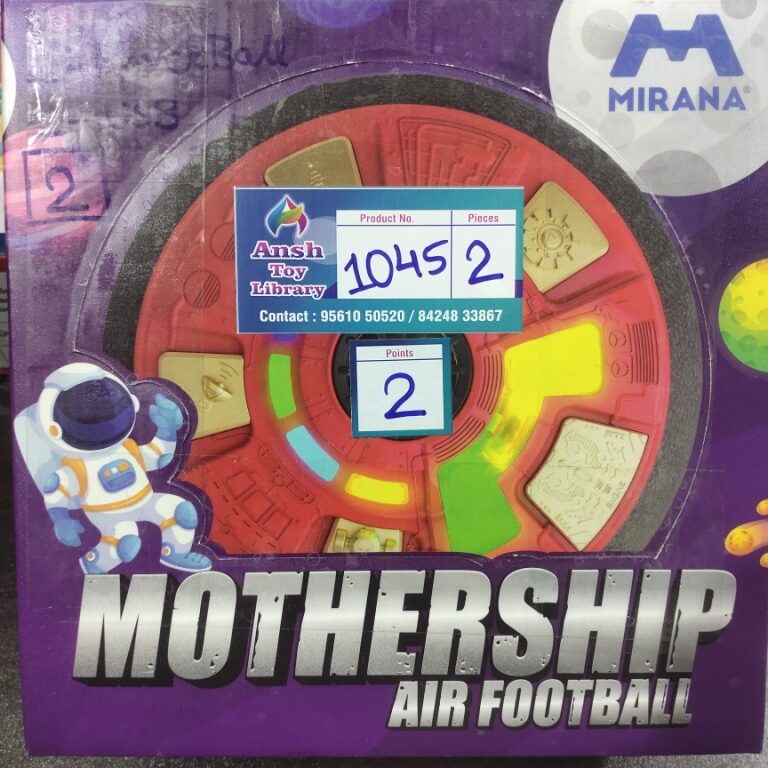 MIRANA®
2
Ansh
Toy
Library
Product No.
Pieces
1045
2
Contact : 95610 50520 / 84248 33867
Points
2
MOTHERSHIP
AIR FOOTBALL